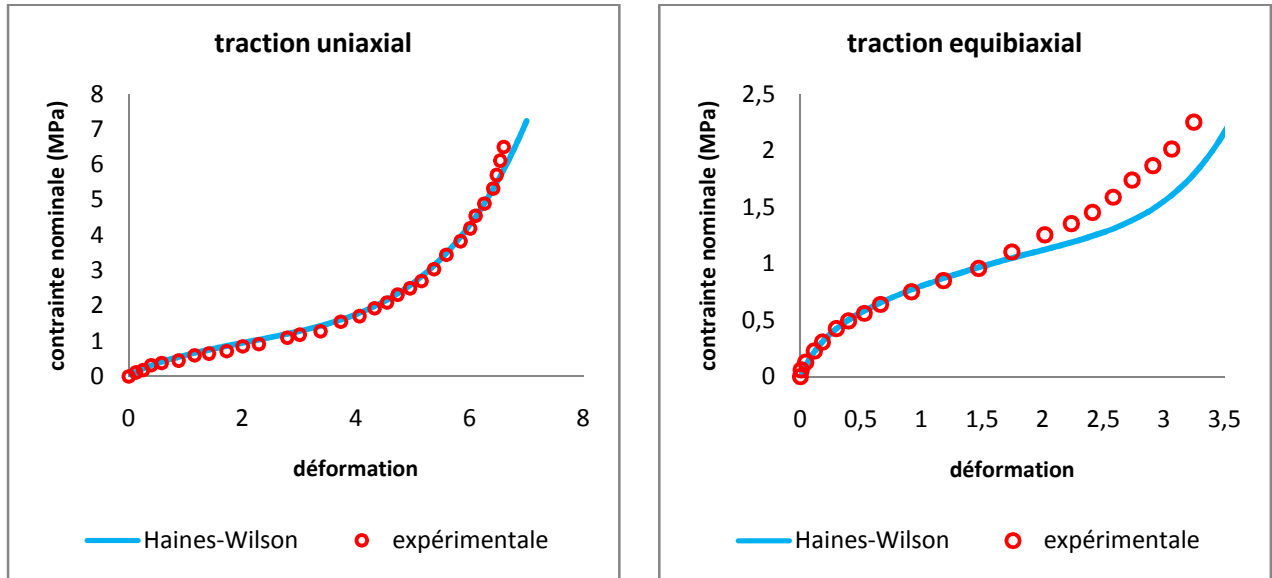 traction uniaxial
contrainte nominale (MPa)
8
7
6
5
4
3
2
1
0
0 2 4 6 8
déformation
Haines-Wilson expérimentale
traction equibiaxial
contrainte nominale (MPa)
2,5
2
1,5
1
0,5
0
0 0,5 1 1,5 2 2,5 3 3,5
déformation
Haines-Wilson expérimentale